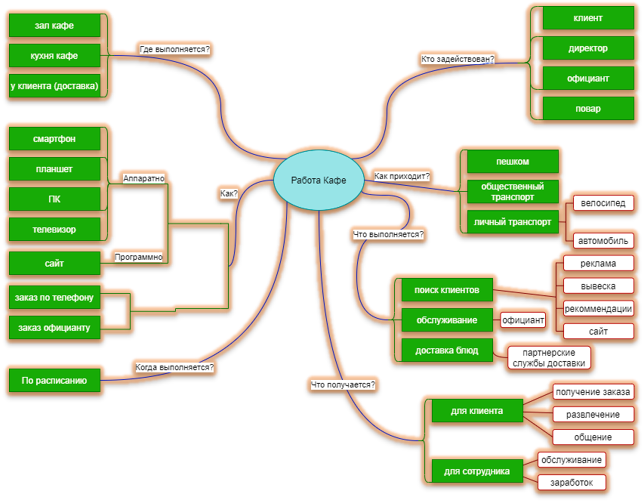 зал кафе
кухня кафе
у клиента (доставка)
Где выполняется?
Кто задействован?
клиент
директор
официант
повар
смартфон
планшет
ПК
телевизор
Аппаратно
сайт
Программно
заказ по телефону
заказ официанту
Как?
Работа Кафе
Как приходит?
пешком
общественный
транспорт
личный транспорт
велосипед
автомобиль
Что выполняется?
поиск клиентов
реклама
вывеска
рекоммендации
сайт
обслуживание
официант
доставка блюд
партнерские
службы доставки
Когда выполняется?
По расписанию
Что получается?
для клиента
получение заказа
развлечение
общение
для сотрудника
обслуживание
заработок